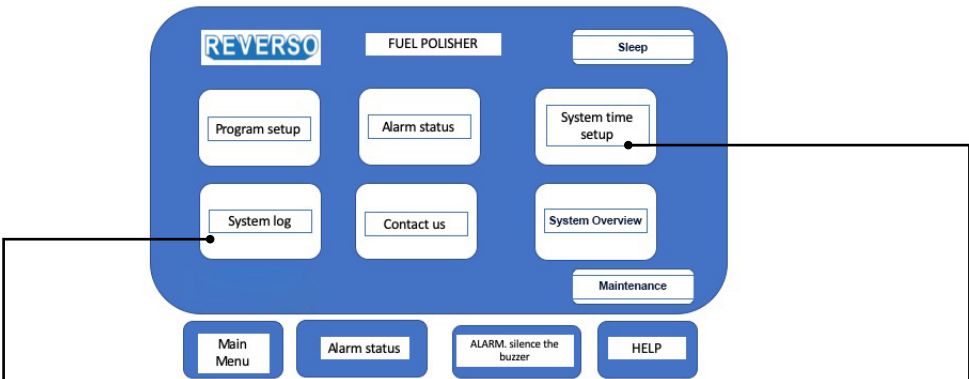 REVERSO
FUEL POLISHER
Sleep
Program setup
Alarm status
System time
setup
System log
Contact us
System Overview
Maintenance
Main
Menu
Alarm status
ALARM. silence the
buzzer
HELP